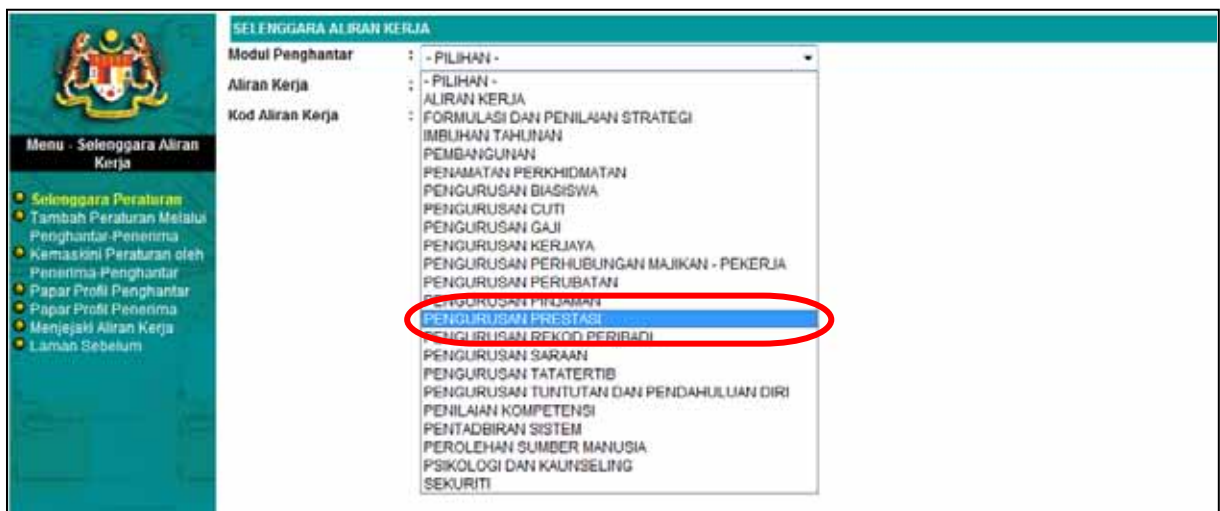 SELENGGARA ALIRAN KERJA
Modul Penghantar : - PILIHAN -
Aliran Kerja :
Kod Aliran Kerja :
- PILIHAN -
ALIRAN KERJA
FORMULASI DAN PENILAIAN STRATEGI
IMBUHAN TAHUNAN
PEMBANGUNAN
PENAMATAN PERKHIDMATAN
PENGURUSAN BIASISWA
PENGURUSAN CUTI
PENGURUSAN GAJI
PENGURUSAN KERJAYA
PENGURUSAN PERHUBUNGAN MAJIKAN - PEKERJA
PENGURUSAN PERUBATAN
PENGURUSAN PINJAMAN
PENGURUSAN PRESTASI
PENGURUSAN REKOD PERIBADI
PENGURUSAN SARAAN
PENGURUSAN TATATERTIB
PENGURUSAN TUNTUTAN DAN PENDAHULUAN DIRI
PENILAIAN KOMPETENSI
PENTADBIRAN SISTEM
PEROLEHAN SUMBER MANUSIA
PSIKOLOGI DAN KAUNSELING
SEKURITI
Menu - Selenggara Aliran
Kerja
Selenggara Peraturan
Tambah Peraturan Melalui
Penghantar-Penerima
Kemaskini Peraturan oleh
Penerima-Penghantar
Papar Profil Penghantar
Papar Profil Penerima
Menjejaki Aliran Kerja
Laman Sebelum